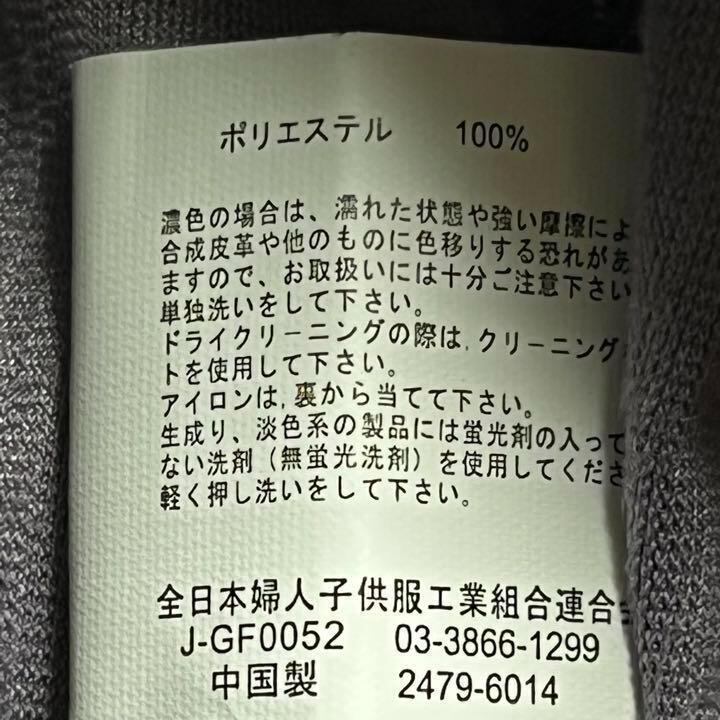 ポリエステル 100%
濃色の場合は、濡れた状態や強い摩擦によ
合成皮革や他のものに色移りする恐れがあ
ますので、お取扱いには十分ご注意下さい
単独洗いをして下さい。
ドライクリーニングの際は,クリーニング
トを使用して下さい。
アイロンは,裏から当てて下さい。
生成り、淡色系の製品には蛍光剤の入って
ない洗剤（無蛍光洗剤）を使用してくださ
軽く押し洗いをして下さい。
全日本婦人子供服工業組合連合
J-GF0052 03-3866-1299
中国製 2479-6014